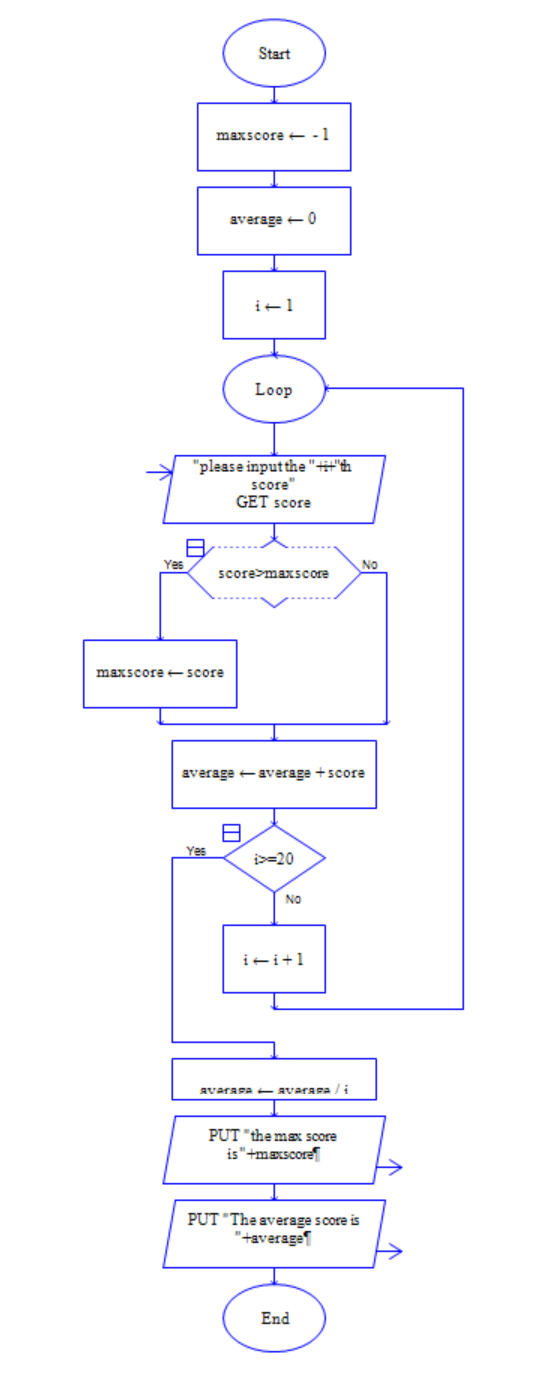 Start
maxscore ← - 1
average ← 0
i ← 1
Loop
"please input the "+i+"th
score"
GET score
score>maxscore
Yes
No
maxscore ← score
average ← average + score
i>=20
Yes
No
i ← i + 1
average ← average / i
PUT "the max score
is"+maxscore¶
PUT "The average score is
"+average¶
End